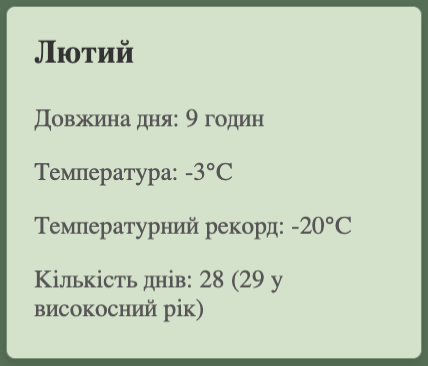 Лютий
Довжина дня: 9 годин
Температура: -3°C
Температурний рекорд: -20°C
Кількість днів: 28 (29 у
високосний рік)